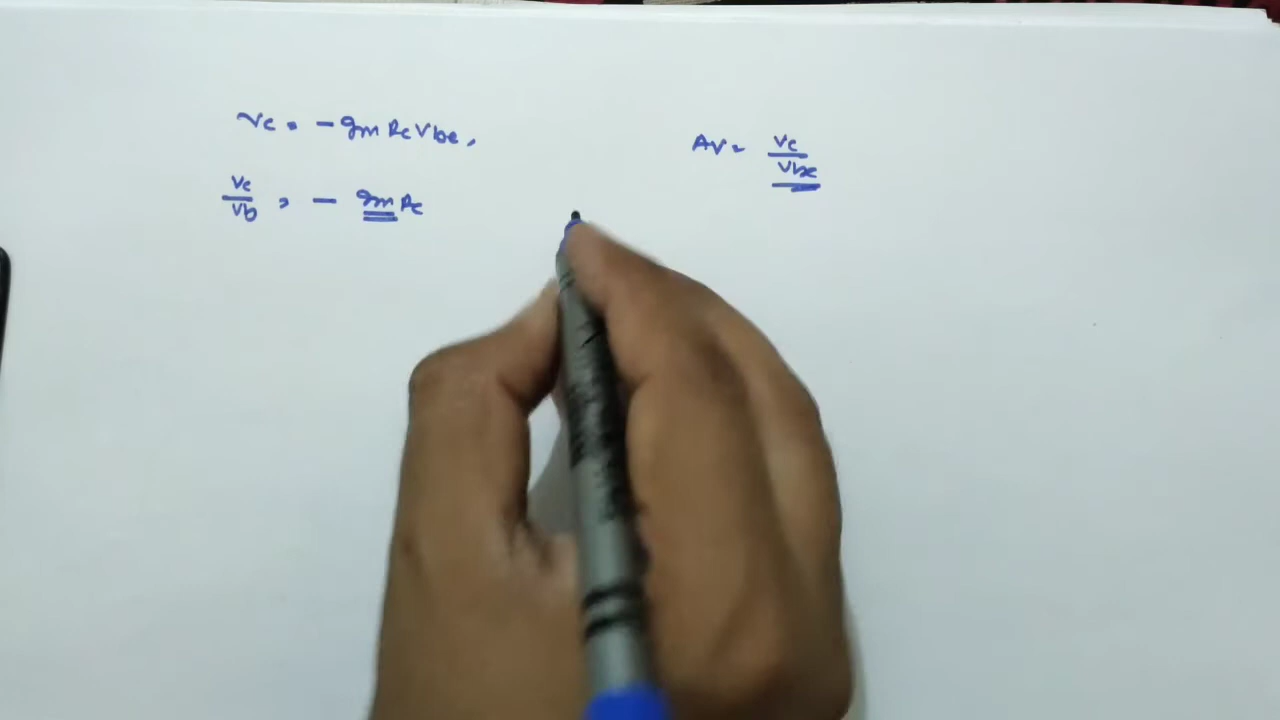 Vc = - gm Rc Vbe,
Vc/Vb = - gm Rc
Av = Vc/Vbe